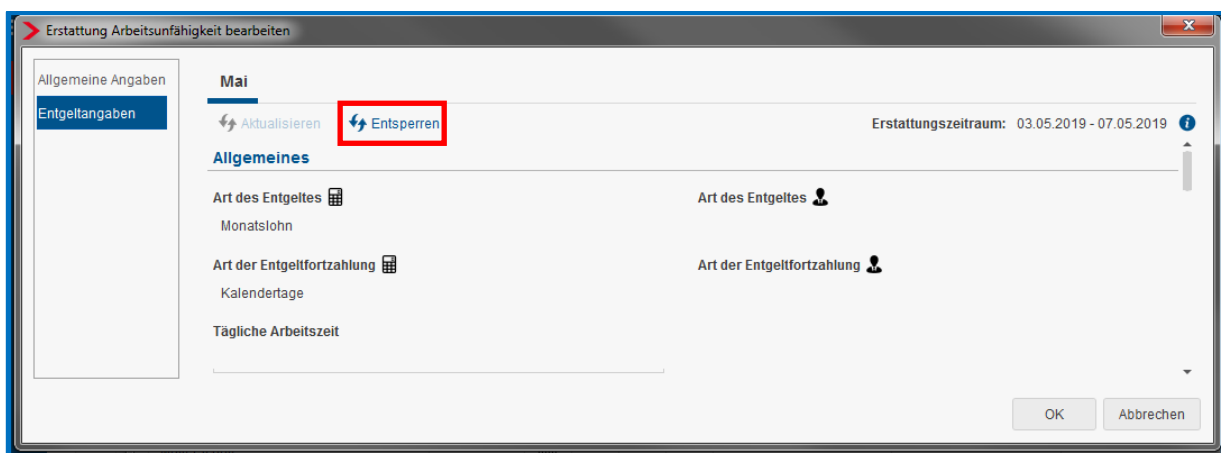 Erstattung Arbeitsunfähigkeit bearbeiten
Allgemeine Angaben
Entgeltangaben
Mai
Aktualisieren Entsperren Erstattungszeitraum: 03.05.2019 - 07.05.2019
Allgemeines
Art des Entgeltes Art des Entgeltes
Monatslohn
Art der Entgeltfortzahlung Art der Entgeltfortzahlung
Kalendertage
Tägliche Arbeitszeit
OK Abbrechen